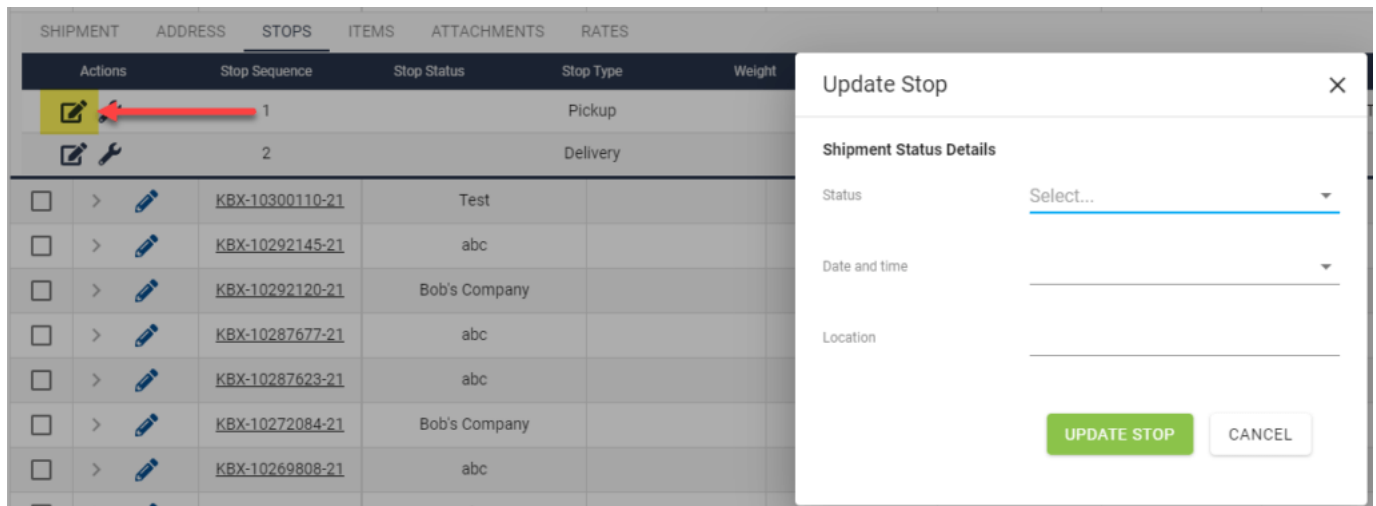 SHIPMENT ADDRESS STOPS ITEMS ATTACHMENTS RATES
Actions Stop Sequence Stop Status Stop Type Weight
1 Pickup
2 Delivery
KBX-10300110-21 Test
KBX-10292145-21 abc
KBX-10292120-21 Bob's Company
KBX-10287677-21 abc
KBX-10287623-21 abc
KBX-10272084-21 Bob's Company
KBX-10269808-21 abc
Update Stop
Shipment Status Details
Status Select...
Date and time
Location
UPDATE STOP CANCEL